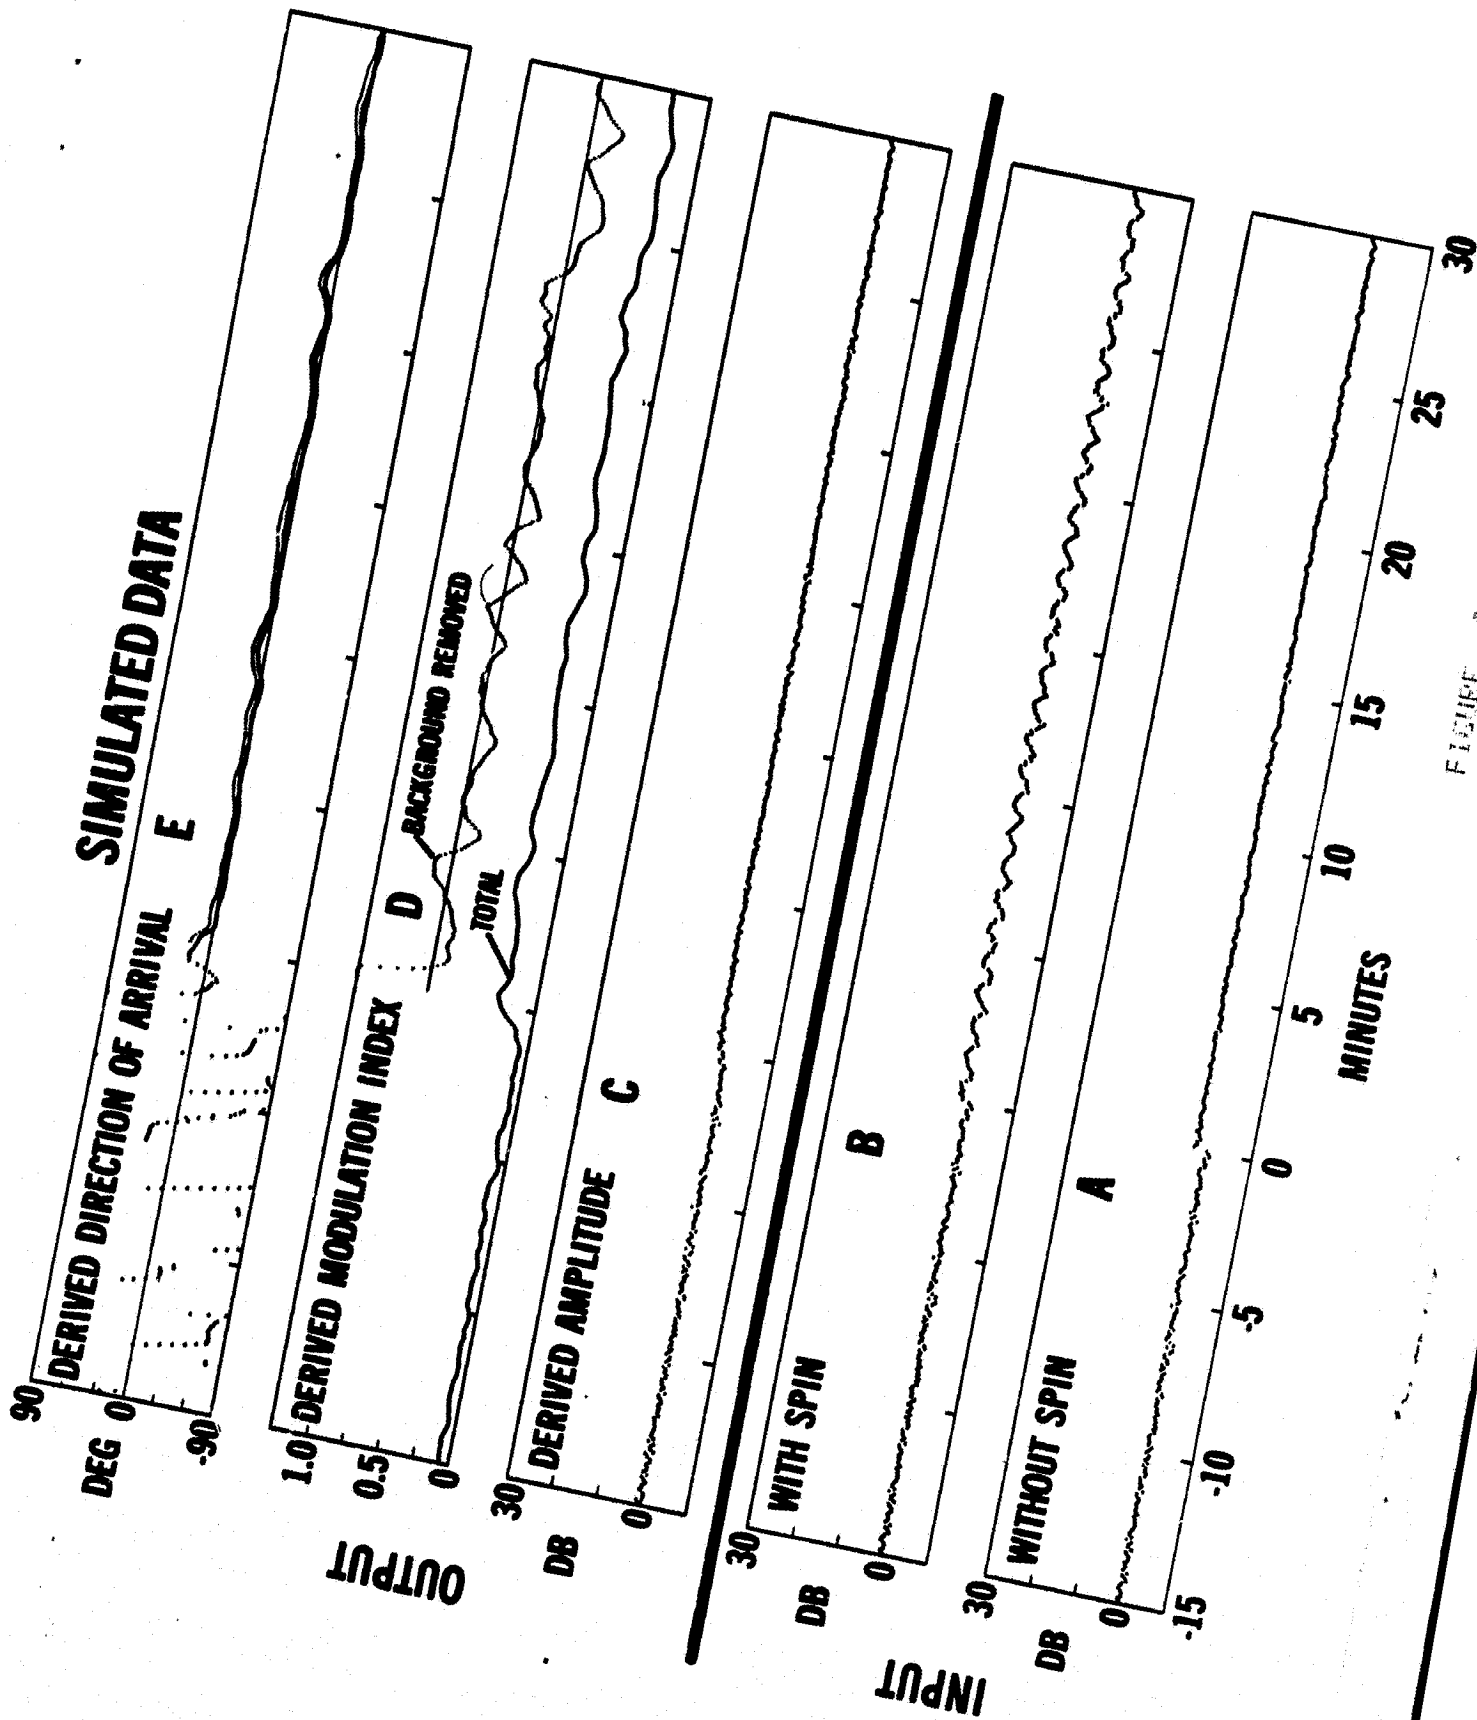 SIMULATED DATA
OUTPUT
DERIVED DIRECTION OF ARRIVAL
E
DEG
90
0
-90
DERIVED MODULATION INDEX
D
BACKGROUND REMOVED
TOTAL
1.0
0.5
0
DERIVED AMPLITUDE
C
DB
30
0
INPUT
WITH SPIN
B
DB
30
0
WITHOUT SPIN
A
DB
30
0
-15
-10
-5
0
5
10
15
20
25
30
MINUTES
FIGURE